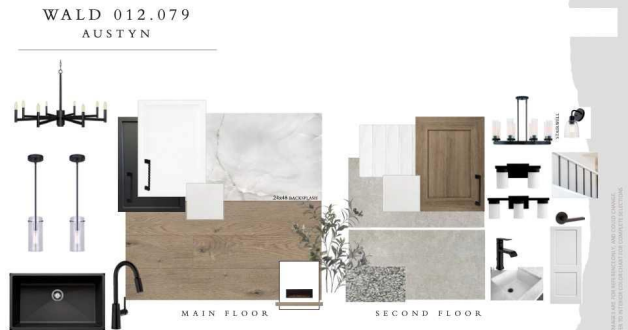 WALD 012.079
AUSTYN
24x48 BACKSPLASH
MAIN FLOOR
SECOND FLOOR